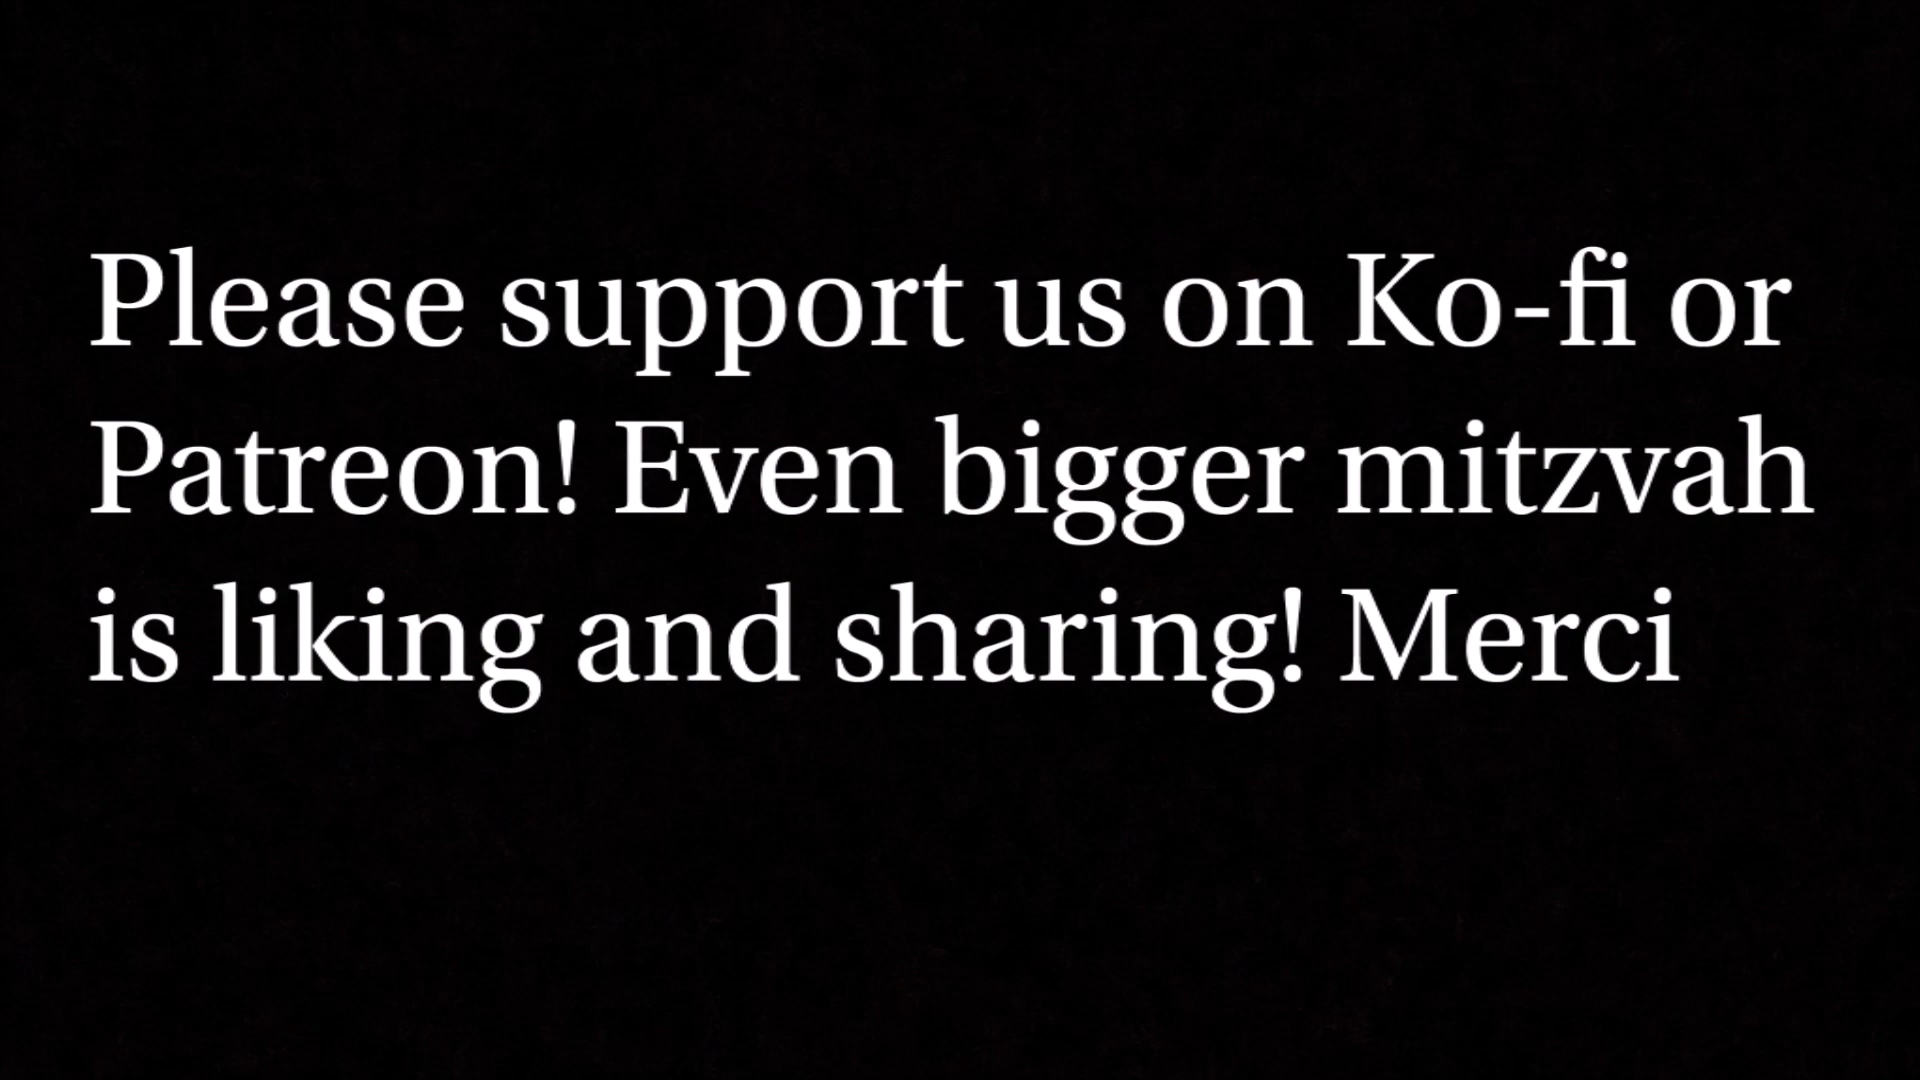 Please support us on Ko-fi or
Patreon! Even bigger mitzvah
is liking and sharing! Merci